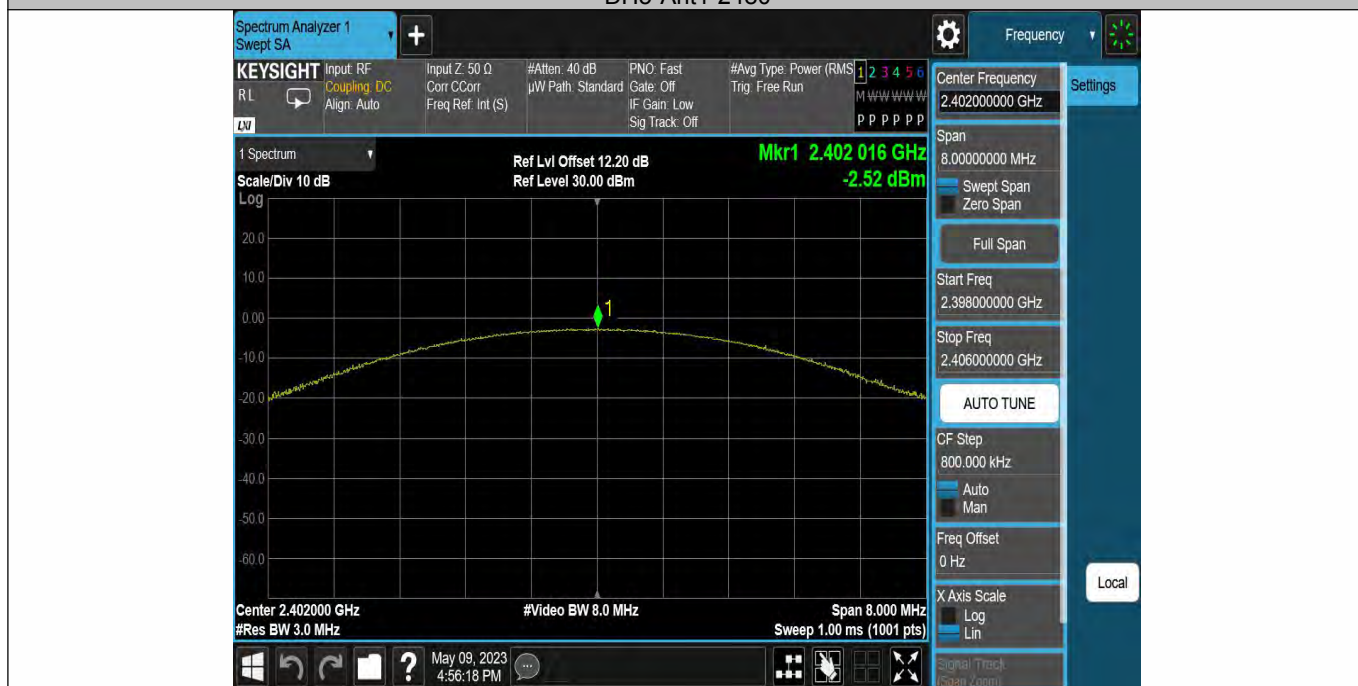 DH5-Ant1-2480
Spectrum Analyzer 1
Swept SA
Frequency
KEYSIGHT
RL
LXI
Input: RF
Coupling: DC
Align: Auto
Input Z: 50 Ω
Corr CCorr
Freq Ref: Int (S)
#Atten: 40 dB
µW Path: Standard
PNO: Fast
Gate: Off
IF Gain: Low
Sig Track: Off
#Avg Type: Power (RMS
Trig: Free Run
1 2 3 4 5 6
M W W W W W
P P P P P P
1 Spectrum
Scale/Div 10 dB
Log
Ref Lvl Offset 12.20 dB
Ref Level 30.00 dBm
Mkr1 2.402 016 GHz
-2.52 dBm
20.0
10.0
0.00
-10.0
-20.0
-30.0
-40.0
-50.0
-60.0
1
Center 2.402000 GHz
#Res BW 3.0 MHz
#Video BW 8.0 MHz
Span 8.000 MHz
Sweep 1.00 ms (1001 pts)
May 09, 2023
4:56:18 PM
Center Frequency
2.402000000 GHz
Settings
Span
8.00000000 MHz
Swept Span
Zero Span
Full Span
Start Freq
2.398000000 GHz
Stop Freq
2.406000000 GHz
AUTO TUNE
CF Step
800.000 kHz
Auto
Man
Freq Offset
0 Hz
X Axis Scale
Log
Lin
Local
Signal Track
(Span Zoom)